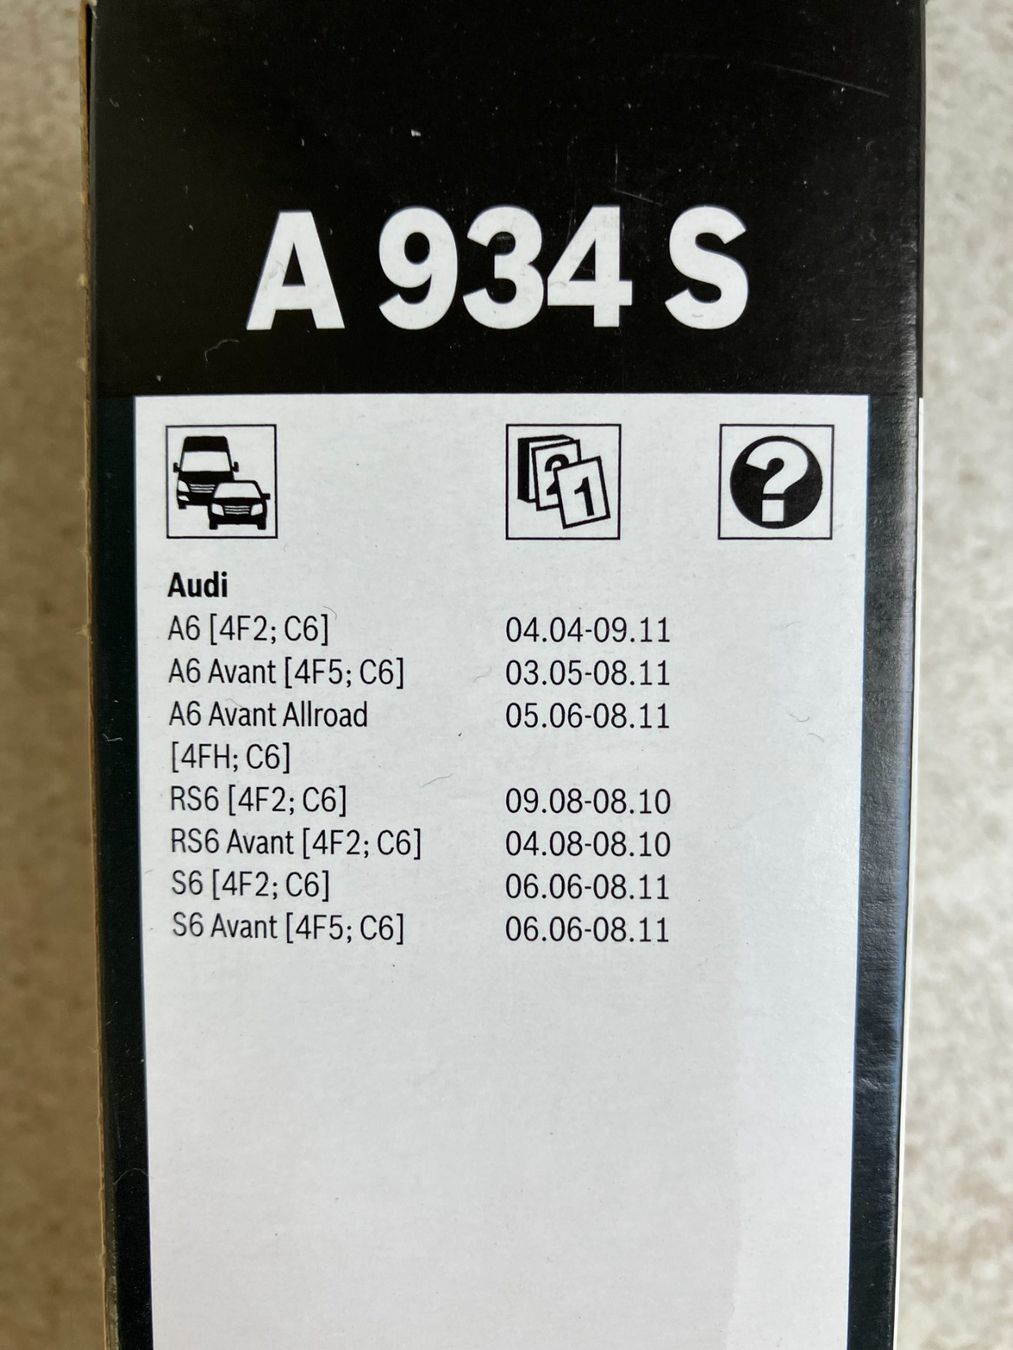 A 934 S
2 1
?
Audi
A6 [4F2; C6] 04.04-09.11
A6 Avant [4F5; C6] 03.05-08.11
A6 Avant Allroad 05.06-08.11
[4FH; C6]
RS6 [4F2; C6] 09.08-08.10
RS6 Avant [4F2; C6] 04.08-08.10
S6 [4F2; C6] 06.06-08.11
S6 Avant [4F5; C6] 06.06-08.11